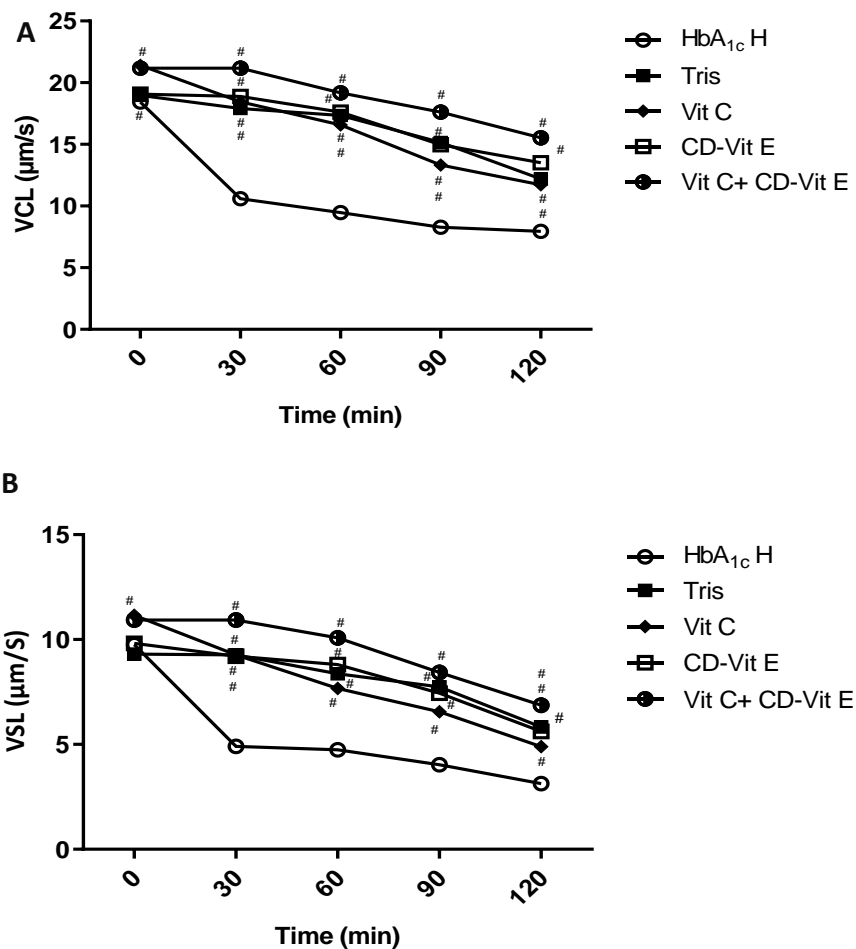 A
25
20
15
10
5
0
VCL (µm/s)
# #
# #
# #
# #
# # #
# #
# # #
# #
0 30 60 90 120
Time (min)
HbA1c H
Tris
Vit C
CD-Vit E
Vit C+ CD-Vit E
B
15
10
5
0
VSL (µm/S)
# #
# #
# #
# # #
# # #
# # #
# # #
0 30 60 90 120
Time (min)
HbA1c H
Tris
Vit C
CD-Vit E
Vit C+ CD-Vit E